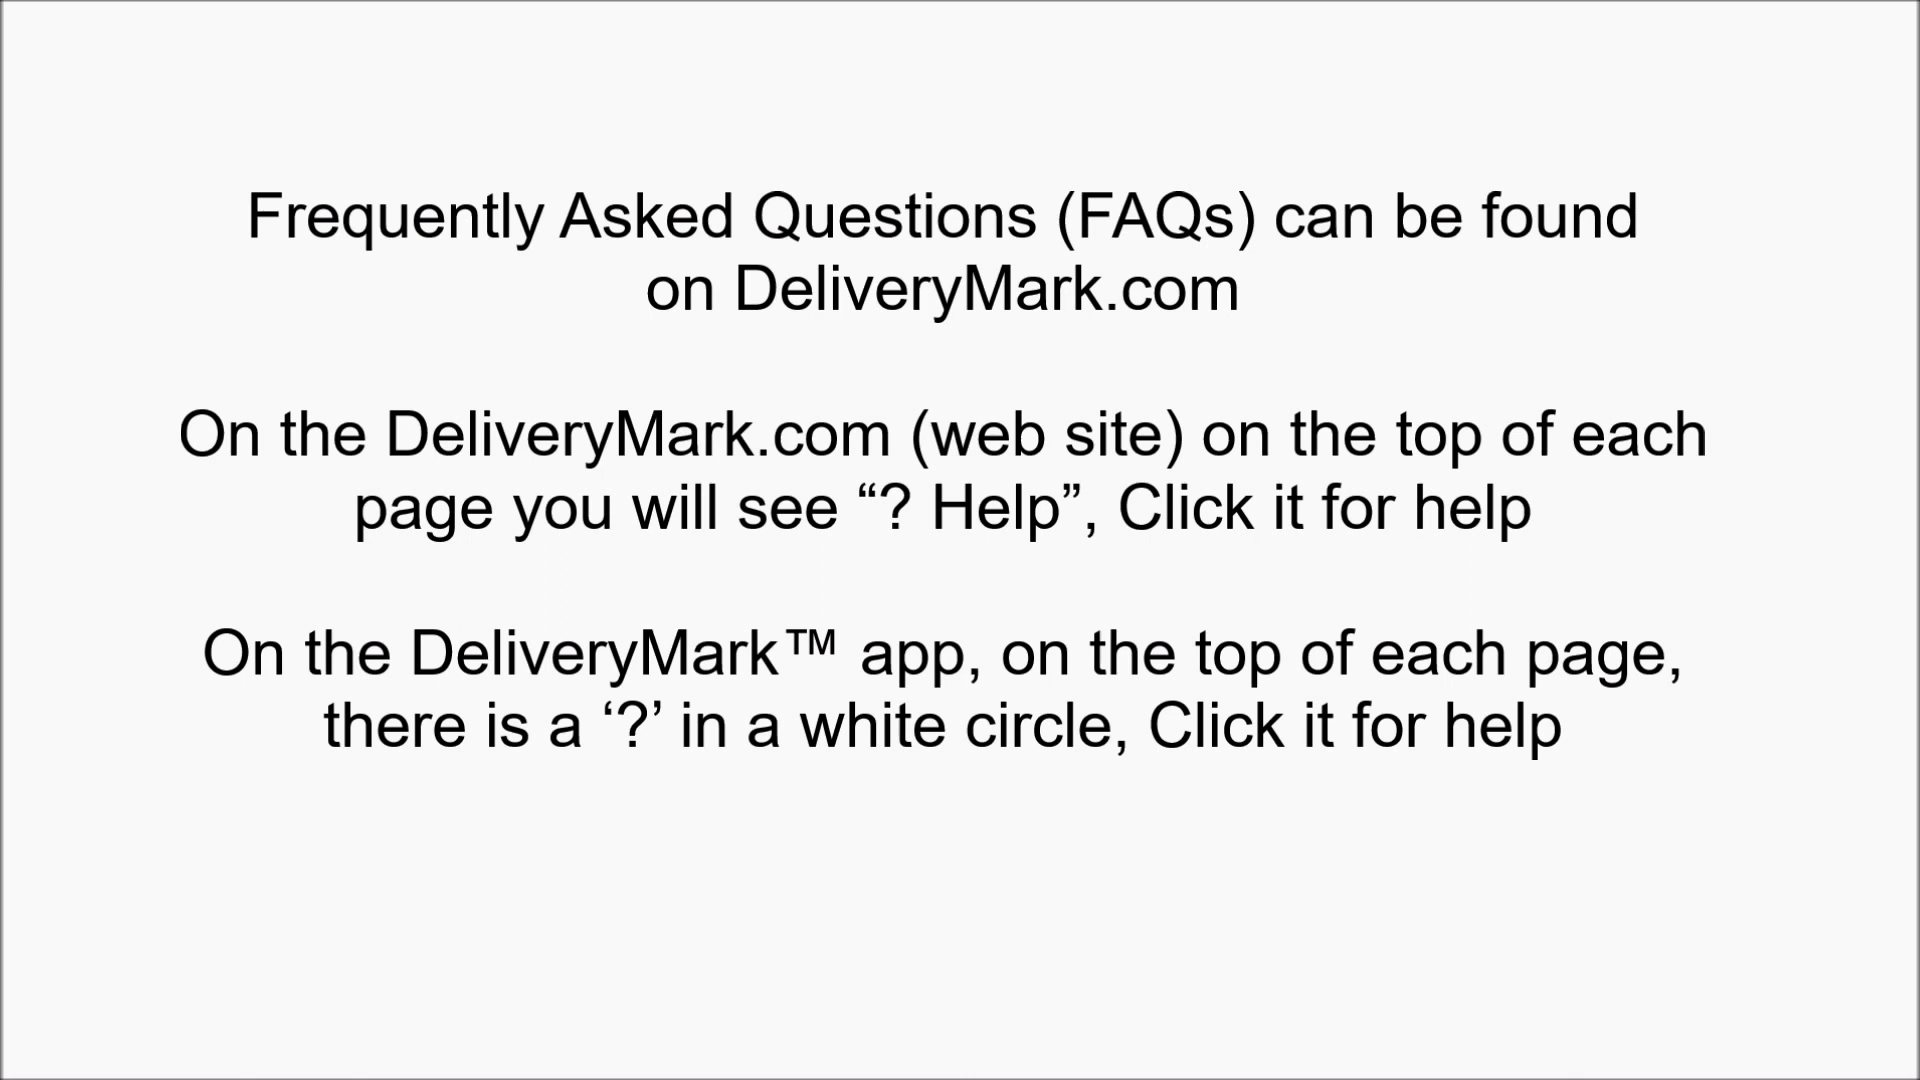 Frequently Asked Questions (FAQs) can be found
on DeliveryMark.com
On the DeliveryMark.com (web site) on the top of each
page you will see “? Help”, Click it for help
On the DeliveryMark™ app, on the top of each page,
there is a ‘?’ in a white circle, Click it for help